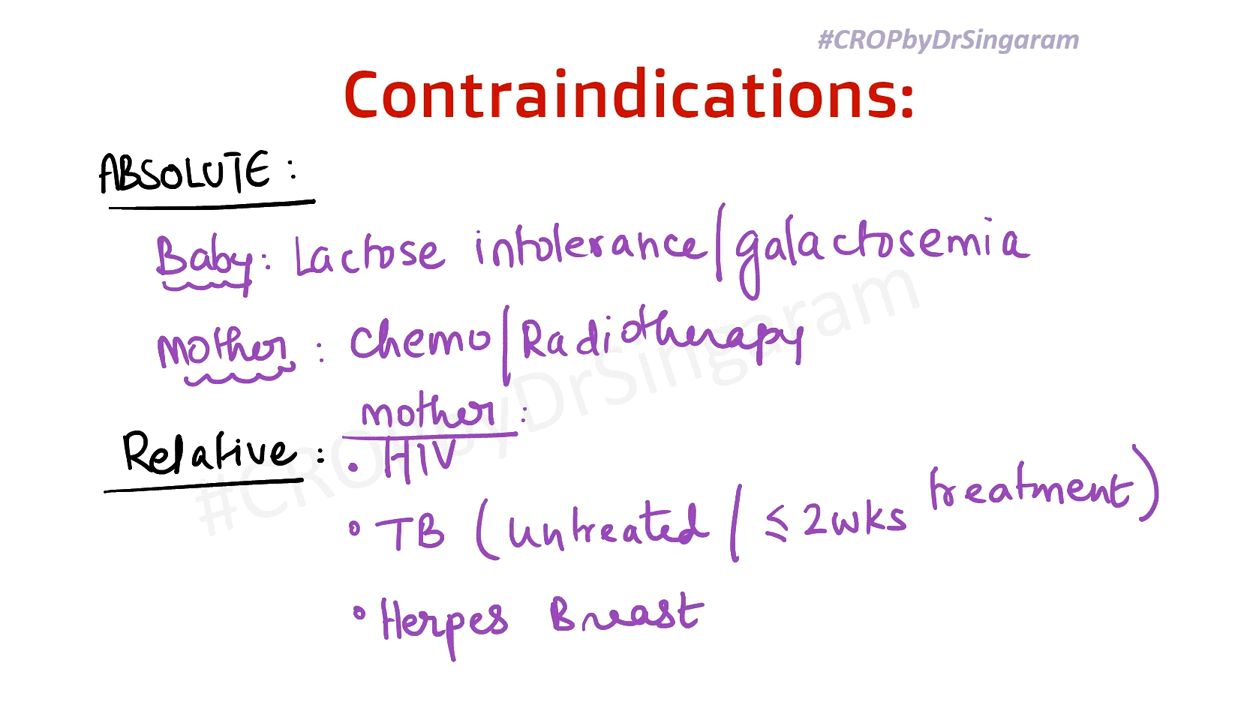 #CROPbyDrSingaram
Contraindications:
ABSOLUTE :
Baby : Lactose intolerance/galactosemia
Mother : Chemo/Radiotherapy
Relative : Mother :
• HIV
• TB (Untreated / ≤ 2wks treatment)
• Herpes Breast
#CROPbyDrSingaram